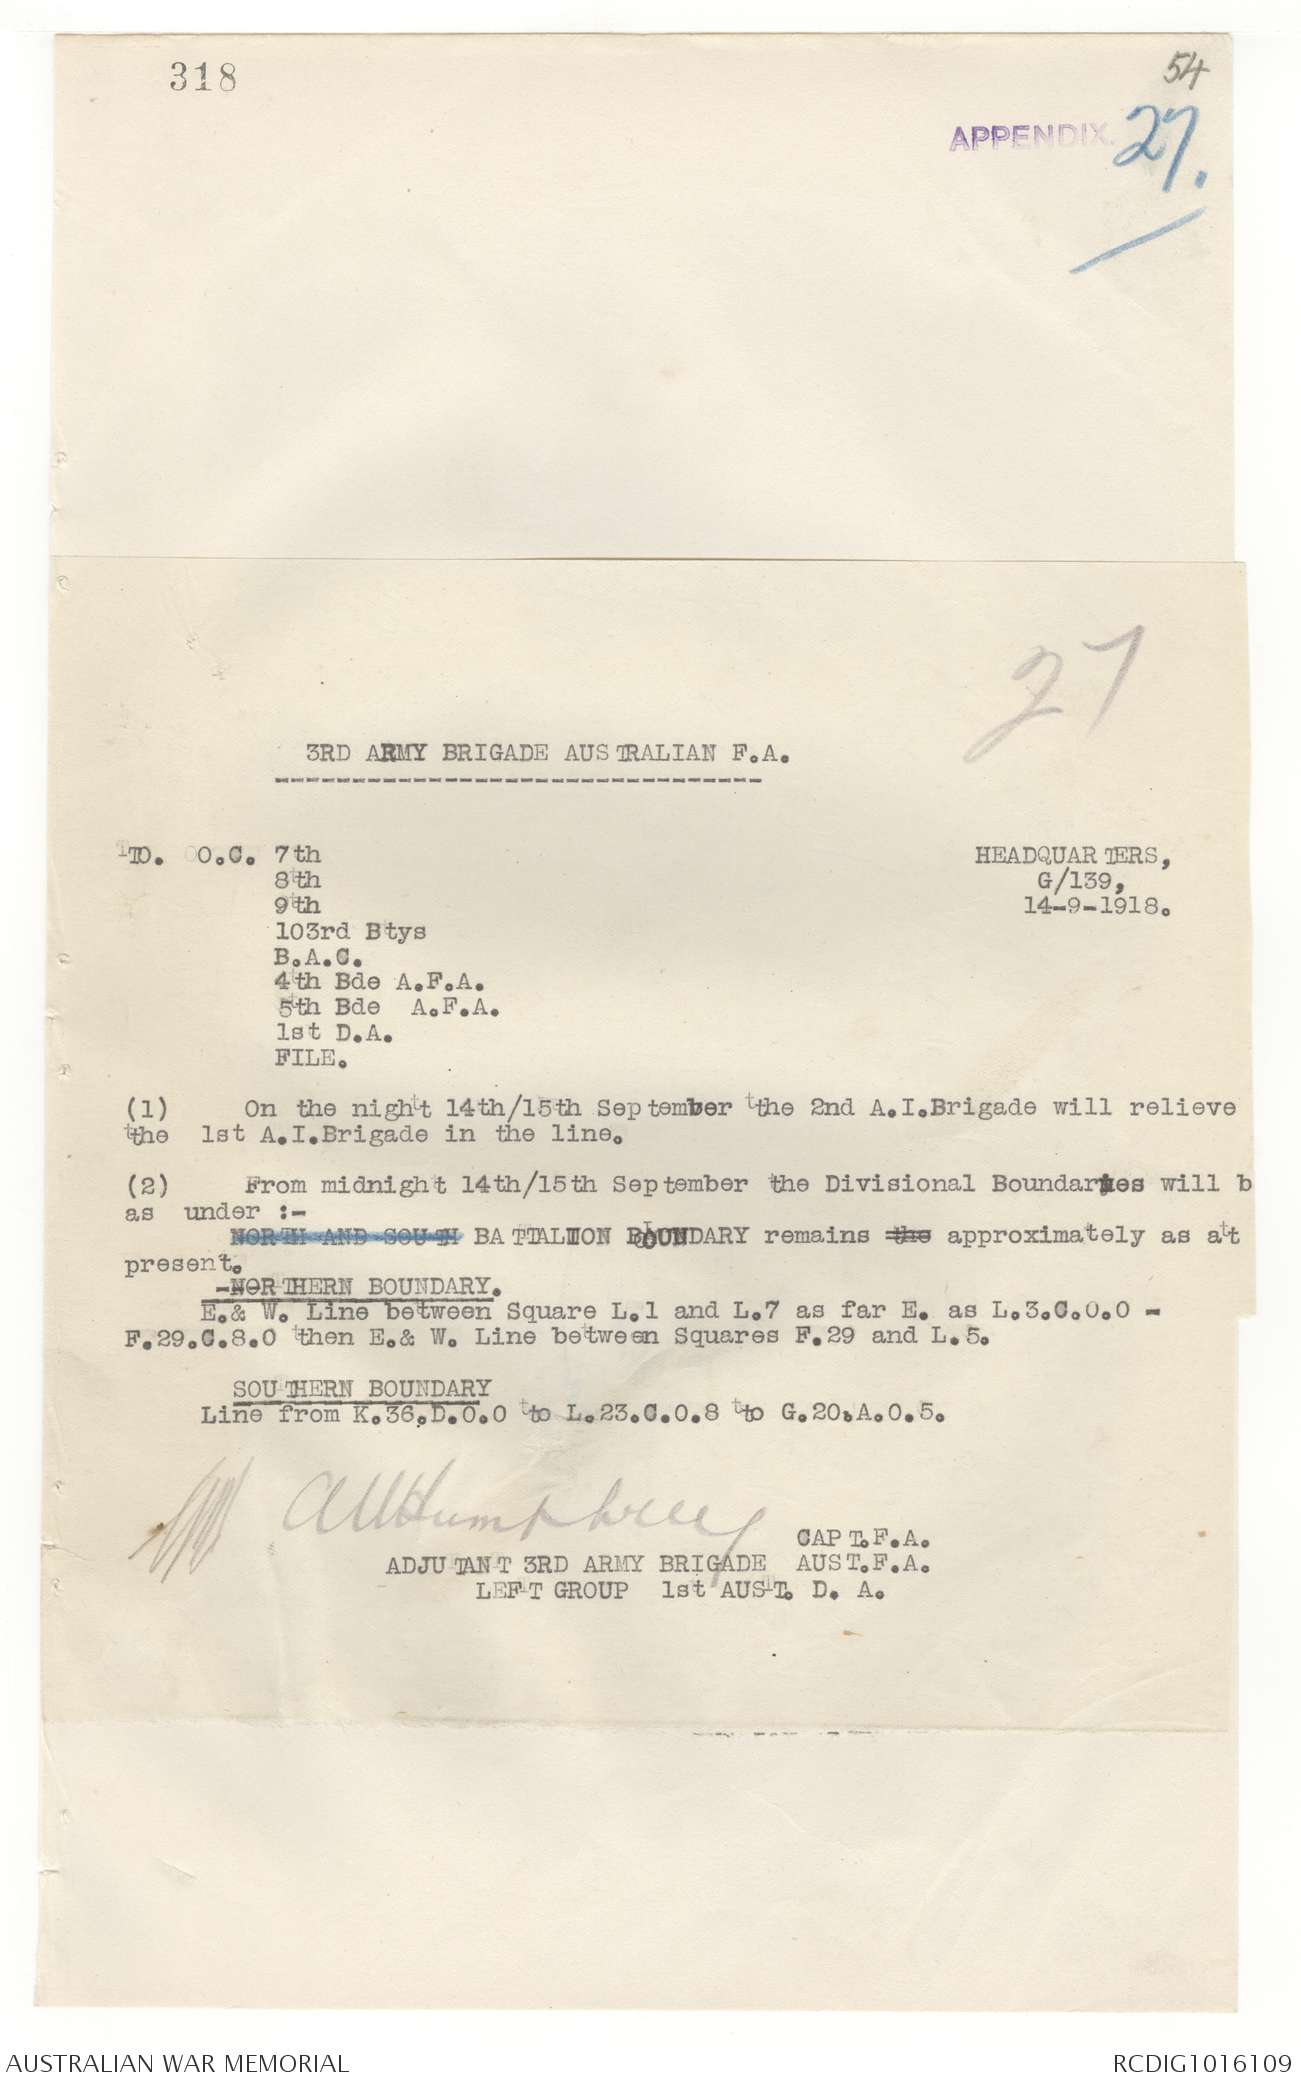 318
54
APPENDIX. 27.
27
3RD ARMY BRIGADE AUSTRALIAN F.A.
TO. O.C. 7th
HEADQUARTERS,
8th
G/139,
9th
14-9-1918.
103rd Btys
B.A.C.
4th Bde A.F.A.
5th Bde A.F.A.
1st D.A.
FILE.
(1) On the night 14th/15th September the 2nd A.I.Brigade will relieve
the 1st A.I.Brigade in the line.
(2) From midnight 14th/15th September the Divisional Boundaries will b
as under :-
NORTH AND SOUTH BATTALION BOUNDARY remains the approximately as at
present.
-NORTHERN BOUNDARY.
E.& W. Line between Square L.1 and L.7 as far E. as L.3.C.0.0 -
F.29.C.8.0 then E.& W. Line between Squares F.29 and L.5.
SOUTHERN BOUNDARY
Line from K.36.D.0.0 to L.23.C.0.8 to G.20.A.0.5.
Humphrey
CAPT.F.A.
ADJUTANT 3RD ARMY BRIGADE AUST.F.A.
LEFT GROUP 1st AUST. D. A.
AUSTRALIAN WAR MEMORIAL
RCDIG1016109